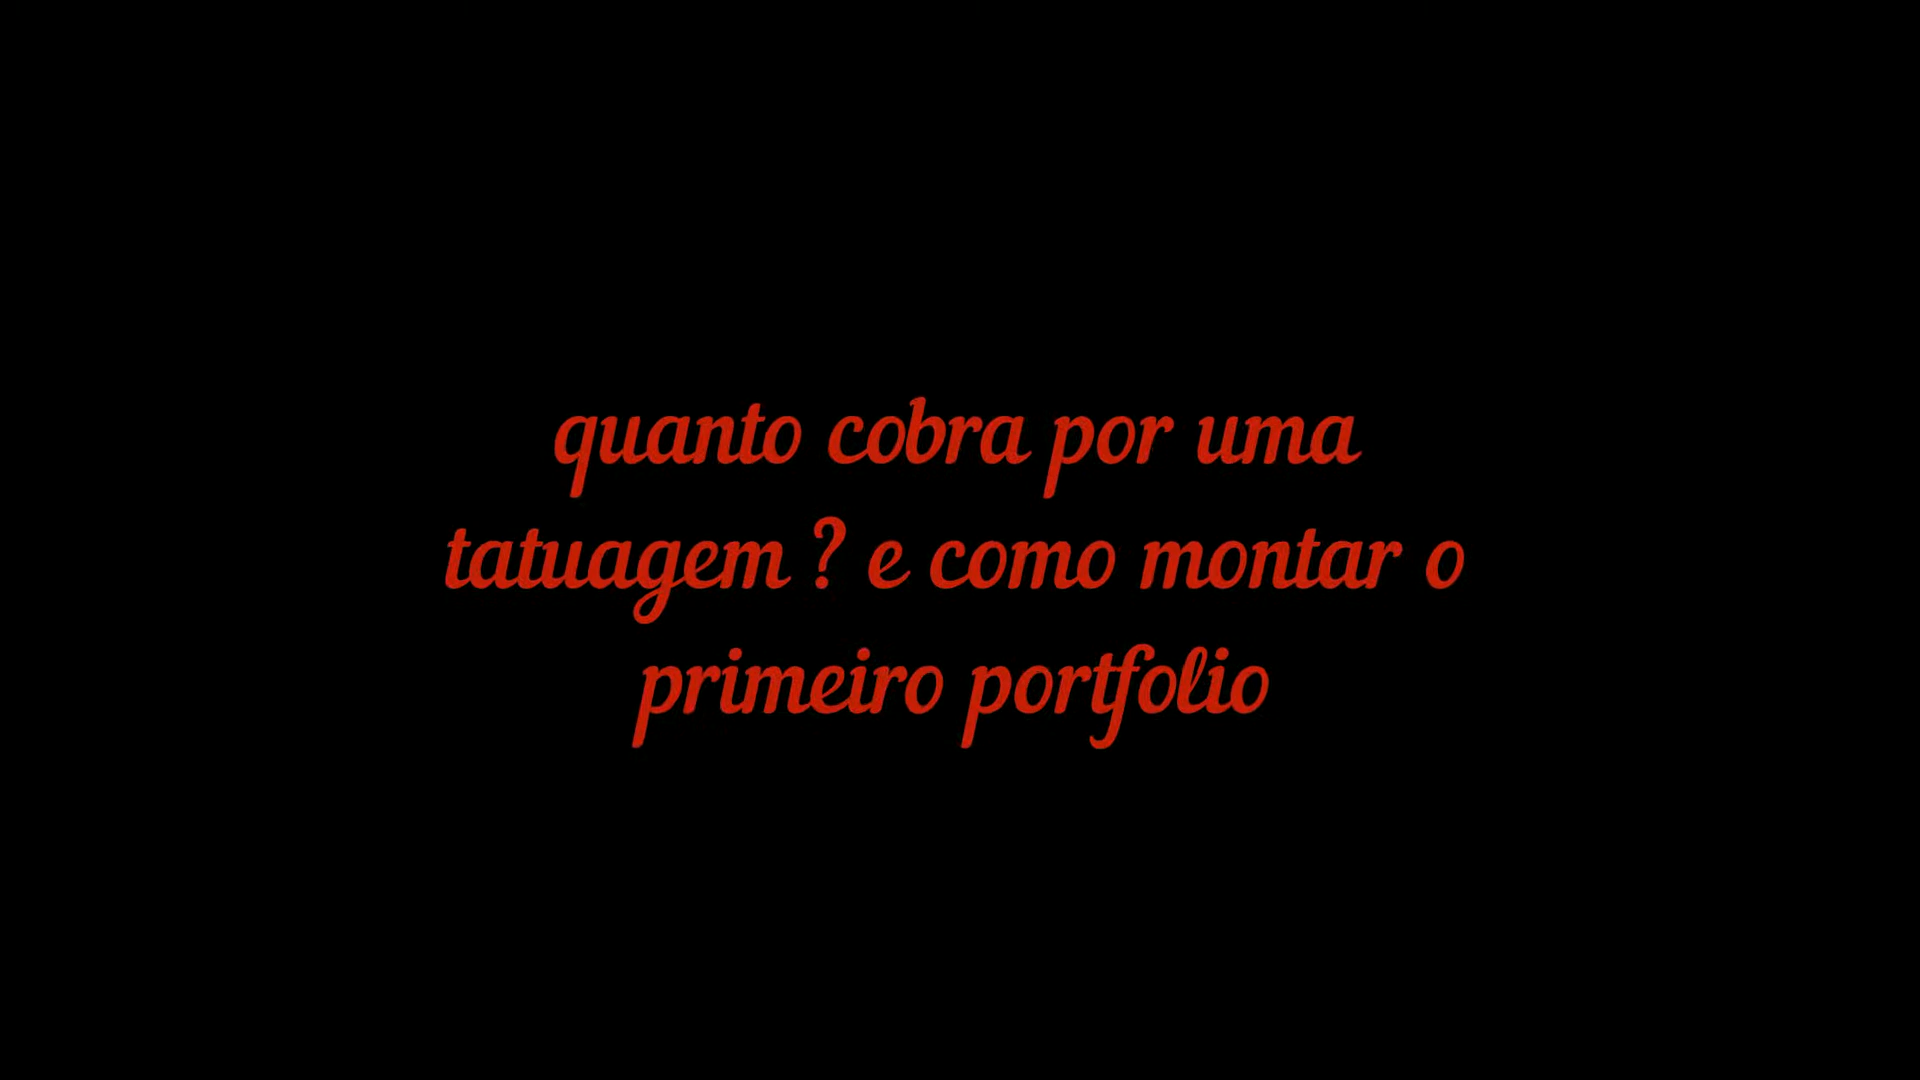 quanto cobra por uma
tatuagem ? e como montar o
primeiro portfolio